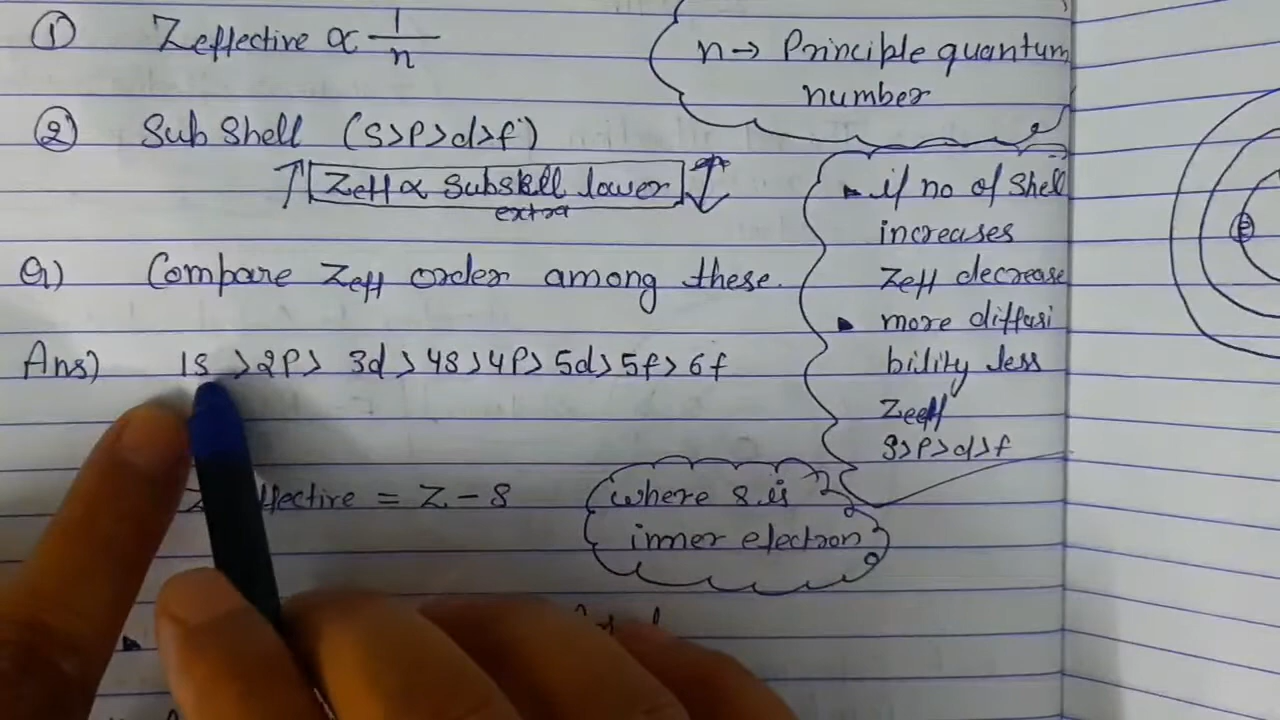 ① Zeffective ∝ 1/n
n→ Principle quantum
number
② Sub Shell (s>p>d>f)
↑ Zeff ∝ subshell lower ↓
extra
if no of shell
increases
Zeff decrease
more diffusi
bility less
Zeff
s>p>d>f
Q) Compare Zeff order among these.
Ans) 1s >2p> 3d >4s>4p> 5d>5f> 6f
ffective = Z-s
where s is
inner electron